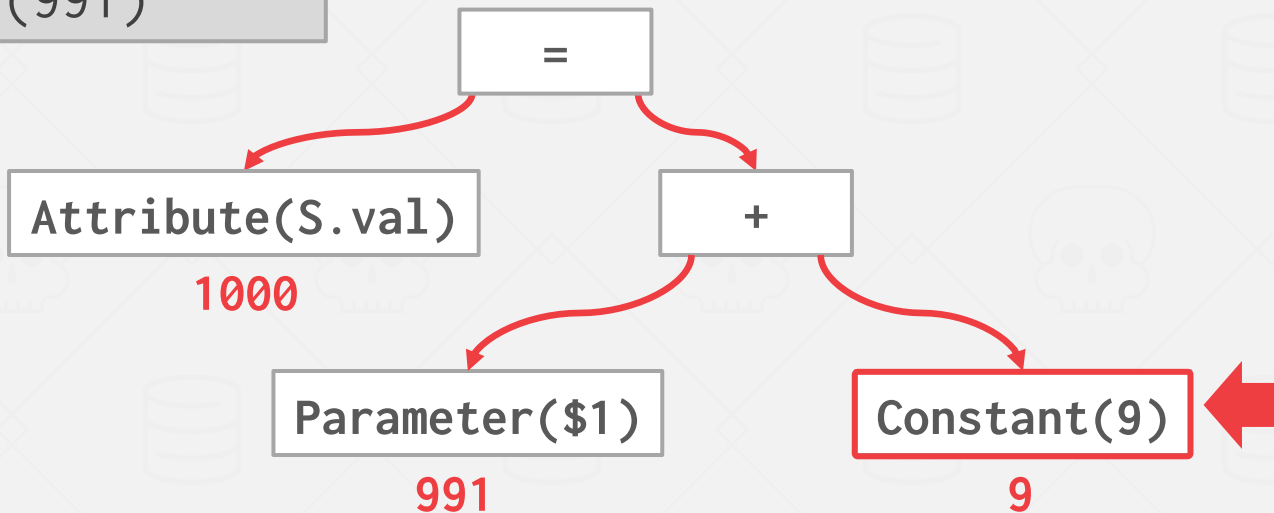 (991)
=
Attribute(S.val)
+
1000
Parameter($1)
Constant(9)
991
9